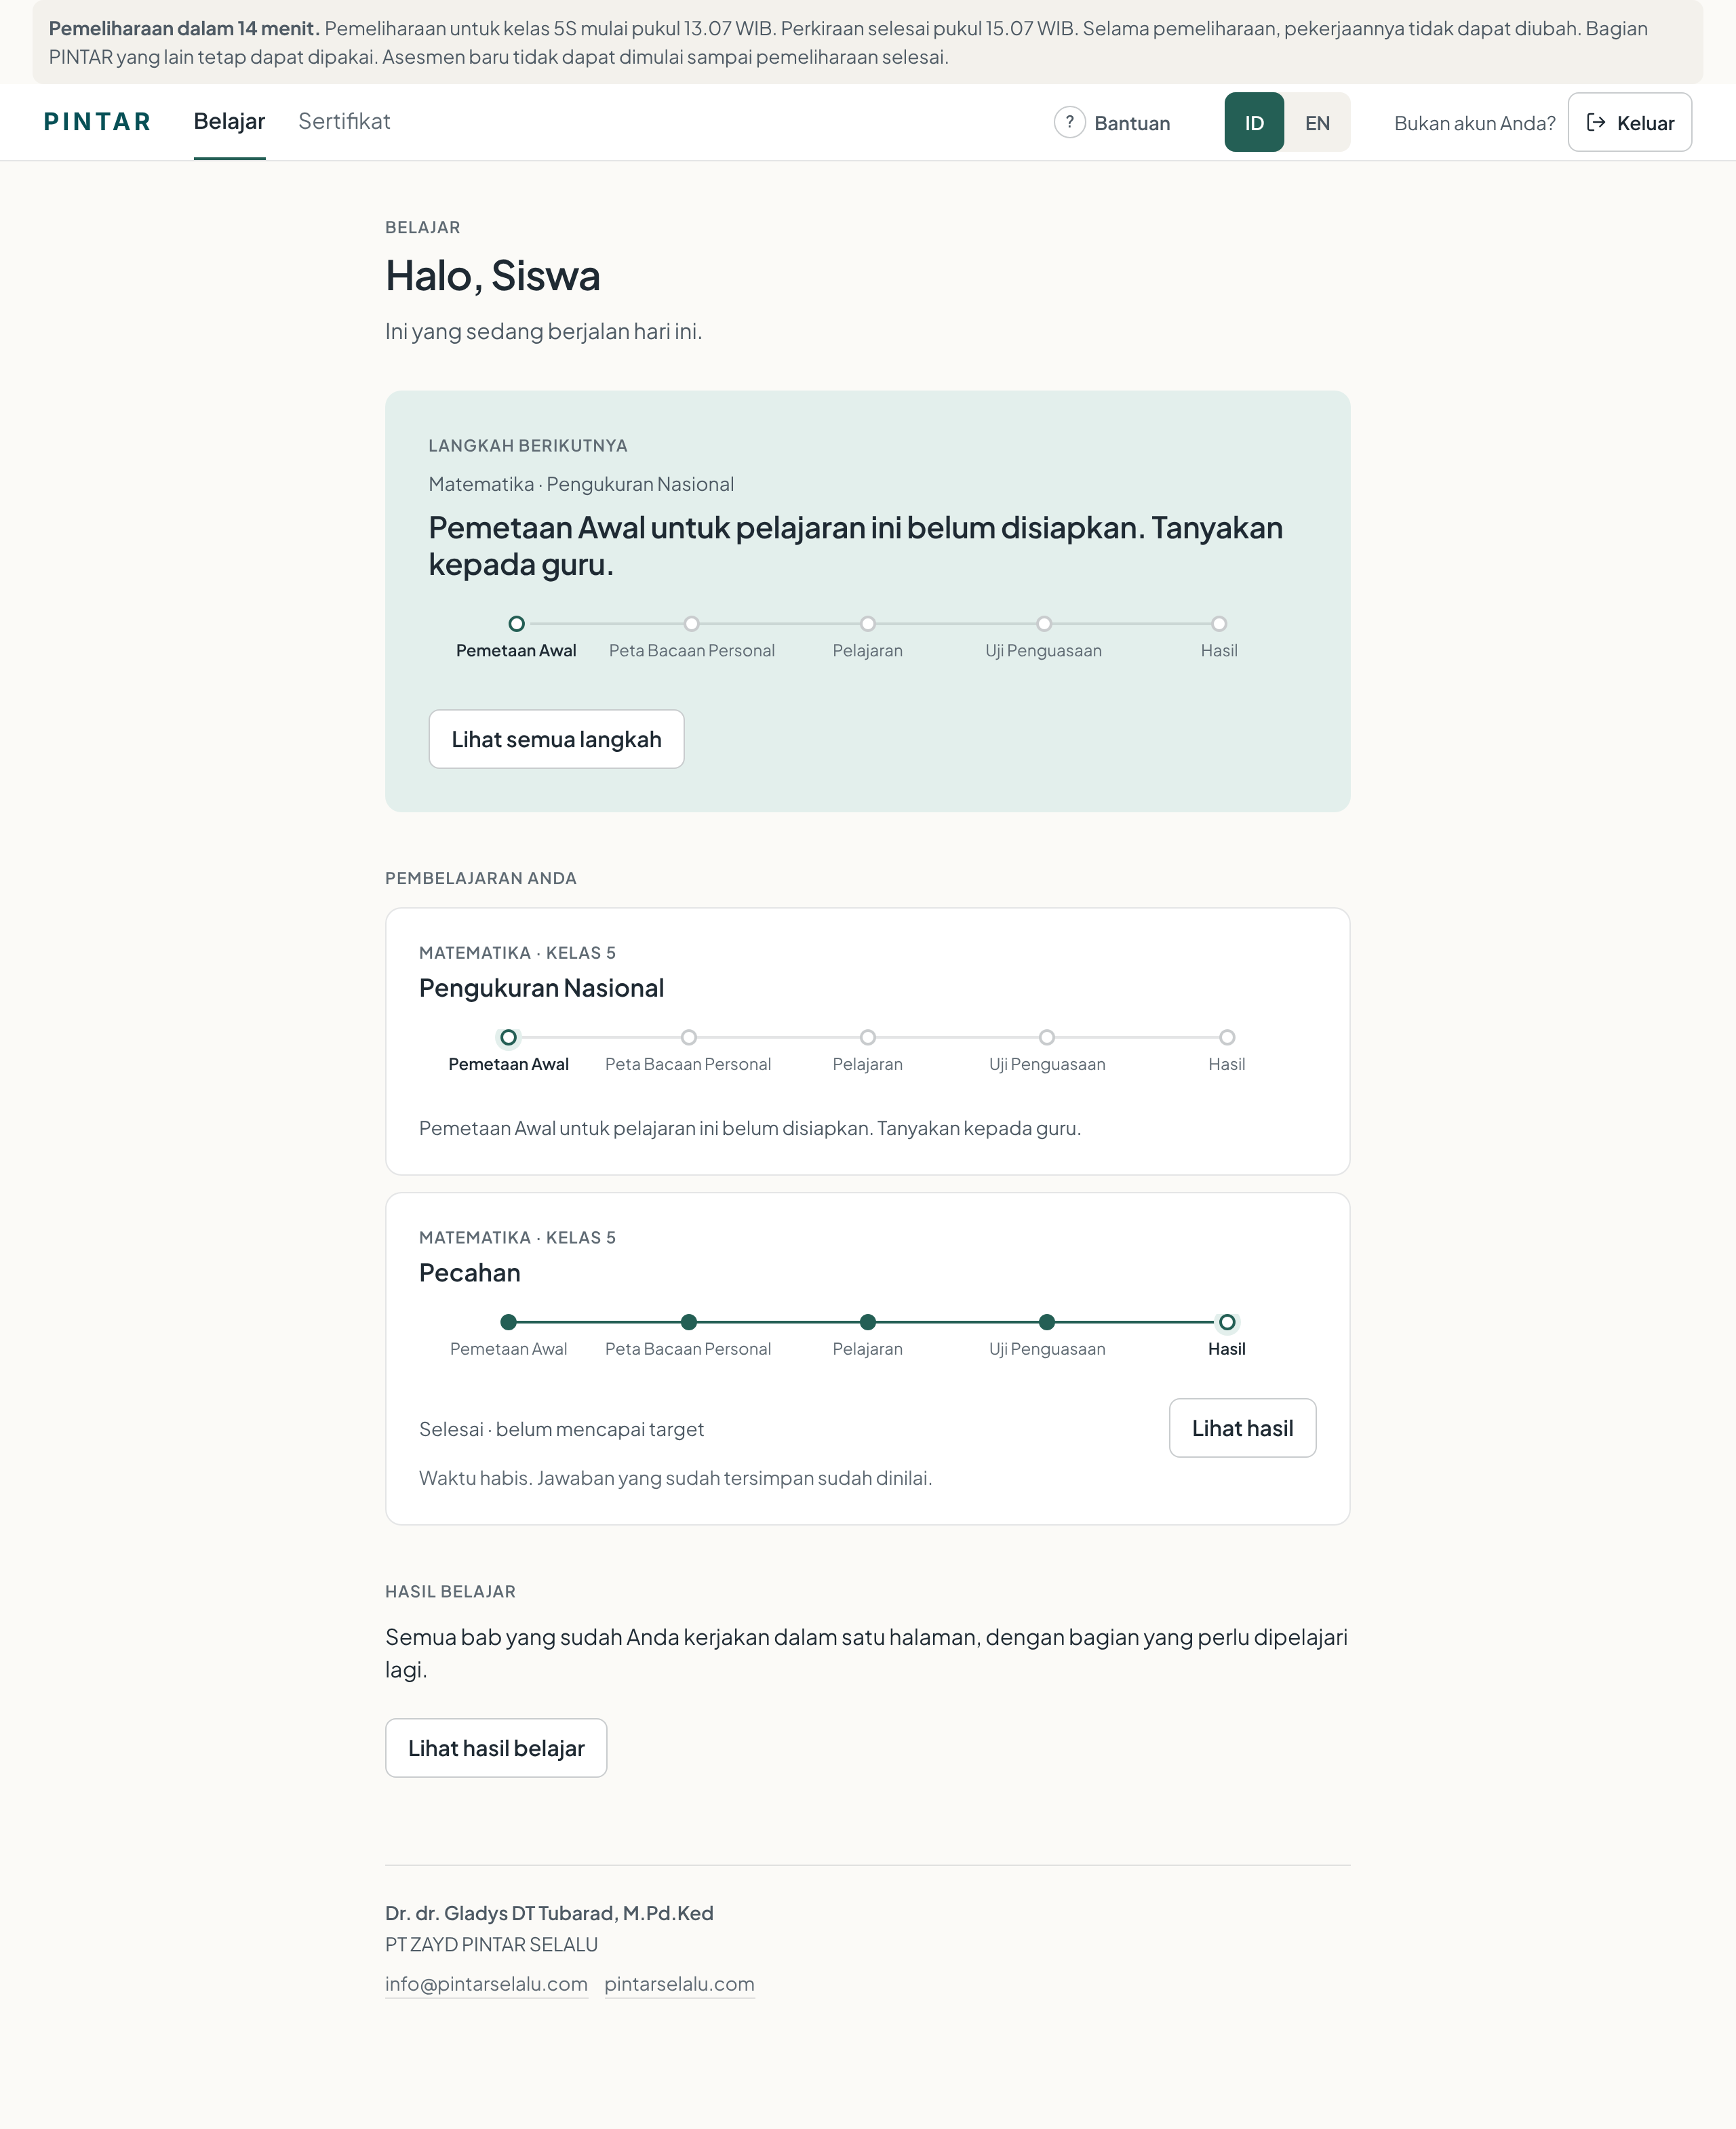 Pemeliharaan dalam 14 menit. Pemeliharaan untuk kelas 5S mulai pukul 13.07 WIB. Perkiraan selesai pukul 15.07 WIB. Selama pemeliharaan, pekerjaannya tidak dapat diubah. Bagian
PINTAR yang lain tetap dapat dipakai. Asesmen baru tidak dapat dimulai sampai pemeliharaan selesai.
PINTAR Belajar Sertifikat ? Bantuan ID EN Bukan akun Anda? Keluar
BELAJAR
Halo, Siswa
Ini yang sedang berjalan hari ini.
LANGKAH BERIKUTNYA
Matematika · Pengukuran Nasional
Pemetaan Awal untuk pelajaran ini belum disiapkan. Tanyakan
kepada guru.
Pemetaan Awal Peta Bacaan Personal Pelajaran Uji Penguasaan Hasil
Lihat semua langkah
PEMBELAJARAN ANDA
MATEMATIKA · KELAS 5
Pengukuran Nasional
Pemetaan Awal Peta Bacaan Personal Pelajaran Uji Penguasaan Hasil
Pemetaan Awal untuk pelajaran ini belum disiapkan. Tanyakan kepada guru.
MATEMATIKA · KELAS 5
Pecahan
Pemetaan Awal Peta Bacaan Personal Pelajaran Uji Penguasaan Hasil
Selesai · belum mencapai target Lihat hasil
Waktu habis. Jawaban yang sudah tersimpan sudah dinilai.
HASIL BELAJAR
Semua bab yang sudah Anda kerjakan dalam satu halaman, dengan bagian yang perlu dipelajari
lagi.
Lihat hasil belajar
Dr. dr. Gladys DT Tubarad, M.Pd.Ked
PT ZAYD PINTAR SELALU
info@pintarselalu.com pintarselalu.com